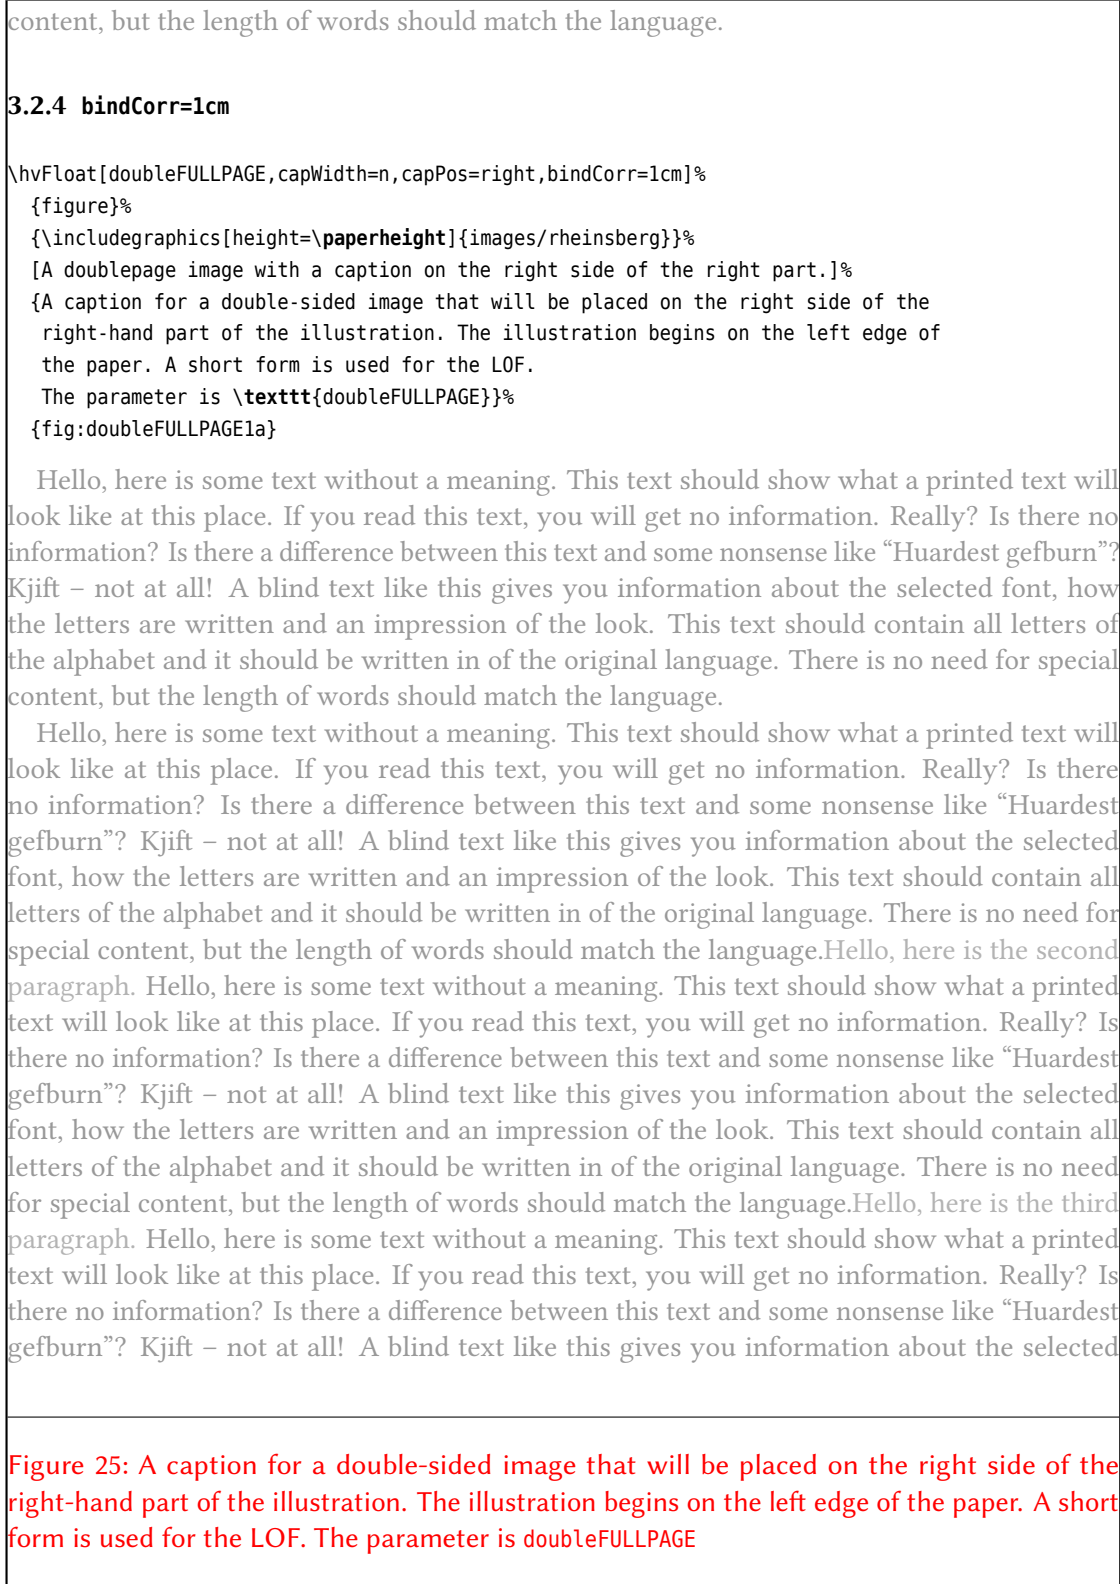 content, but the length of words should match the language.
3.2.4 bindCorr=1cm
\hvFloat[doubleFULLPAGE,capWidth=n,capPos=right,bindCorr=1cm]%
{figure}%
{\includegraphics[height=\paperheight]{images/rheinsberg}}%
[A doublepage image with a caption on the right side of the right part.]%
{A caption for a double-sided image that will be placed on the right side of the
right-hand part of the illustration. The illustration begins on the left edge of
the paper. A short form is used for the LOF.
The parameter is \texttt{doubleFULLPAGE}}%
{fig:doubleFULLPAGE1a}
Hello, here is some text without a meaning. This text should show what a printed text will
look like at this place. If you read this text, you will get no information. Really? Is there no
information? Is there a difference between this text and some nonsense like “Huardest gefburn”?
Kjift – not at all! A blind text like this gives you information about the selected font, how
the letters are written and an impression of the look. This text should contain all letters of
the alphabet and it should be written in of the original language. There is no need for special
content, but the length of words should match the language.
Hello, here is some text without a meaning. This text should show what a printed text will
look like at this place. If you read this text, you will get no information. Really? Is there
no information? Is there a difference between this text and some nonsense like “Huardest
gefburn”? Kjift – not at all! A blind text like this gives you information about the selected
font, how the letters are written and an impression of the look. This text should contain all
letters of the alphabet and it should be written in of the original language. There is no need for
special content, but the length of words should match the language.Hello, here is the second
paragraph. Hello, here is some text without a meaning. This text should show what a printed
text will look like at this place. If you read this text, you will get no information. Really? Is
there no information? Is there a difference between this text and some nonsense like “Huardest
gefburn”? Kjift – not at all! A blind text like this gives you information about the selected
font, how the letters are written and an impression of the look. This text should contain all
letters of the alphabet and it should be written in of the original language. There is no need
for special content, but the length of words should match the language.Hello, here is the third
paragraph. Hello, here is some text without a meaning. This text should show what a printed
text will look like at this place. If you read this text, you will get no information. Really? Is
there no information? Is there a difference between this text and some nonsense like “Huardest
gefburn”? Kjift – not at all! A blind text like this gives you information about the selected
Figure 25: A caption for a double-sided image that will be placed on the right side of the
right-hand part of the illustration. The illustration begins on the left edge of the paper. A short
form is used for the LOF. The parameter is doubleFULLPAGE